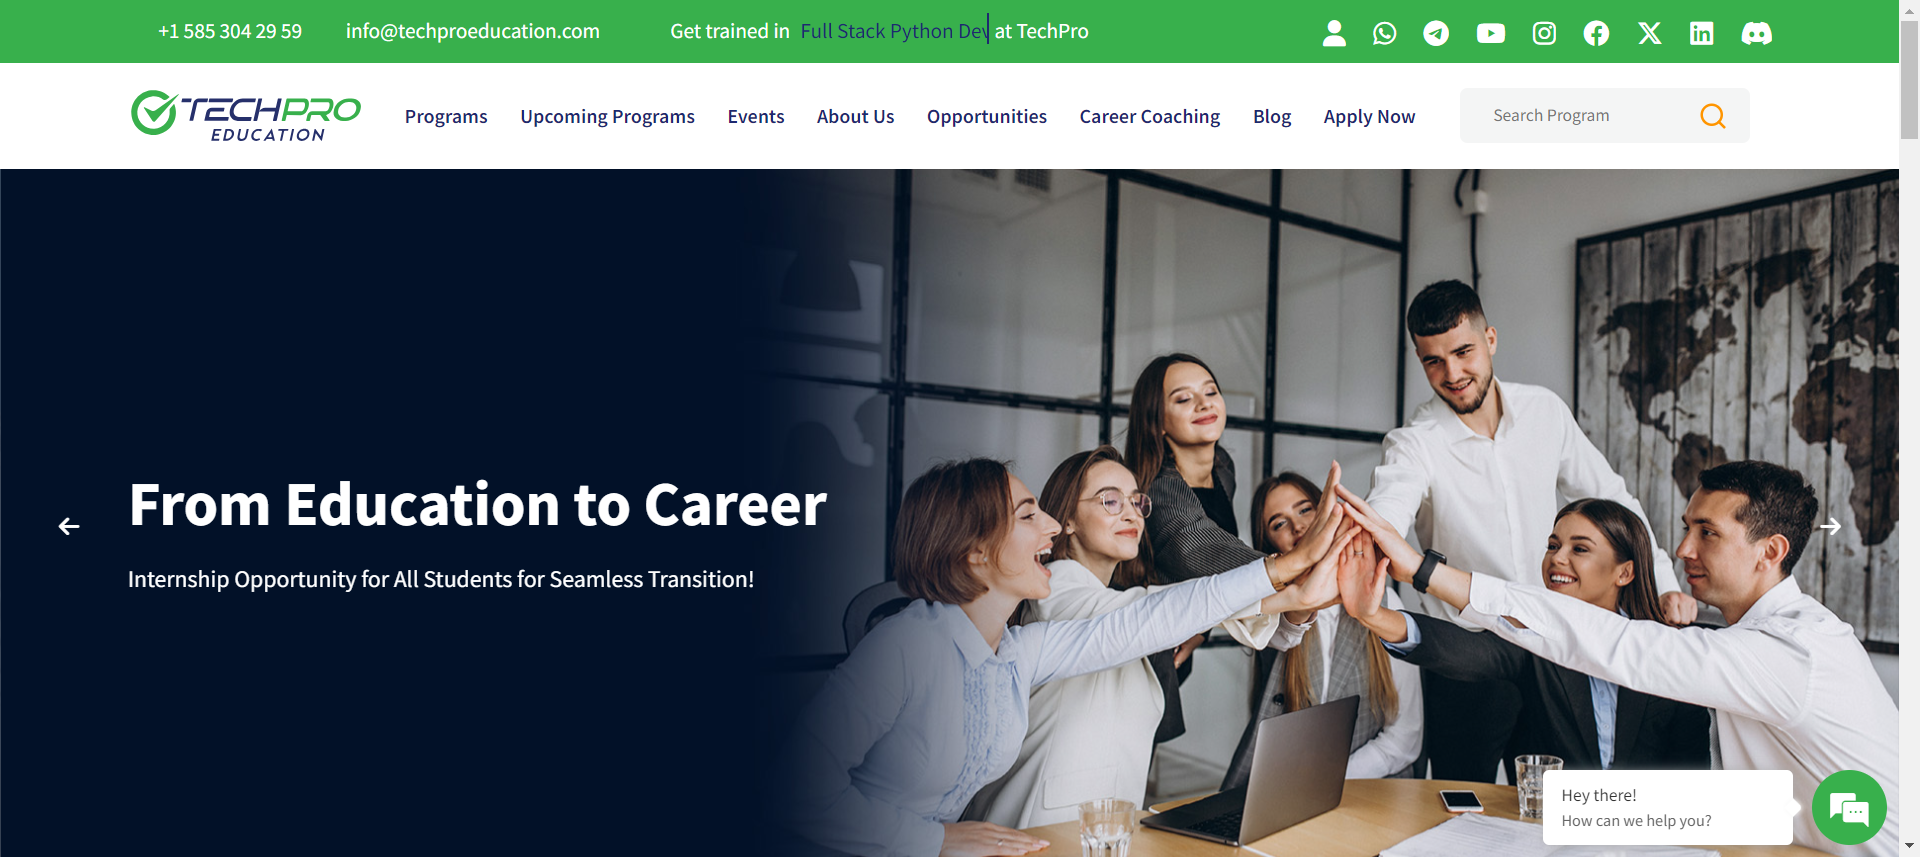 +1 585 304 29 59
info@techproeducation.com
Get trained in Full Stack Python Dev at TechPro
TECHPRO
EDUCATION
Programs
Upcoming Programs
Events
About Us
Opportunities
Career Coaching
Blog
Apply Now
Search Program
From Education to Career
Internship Opportunity for All Students for Seamless Transition!
Hey there!
How can we help you?